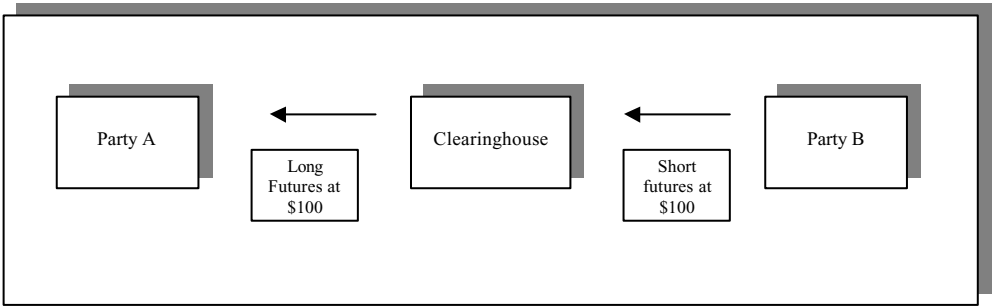 Party A
Long
Futures at
$100
Clearinghouse
Short
futures at
$100
Party B